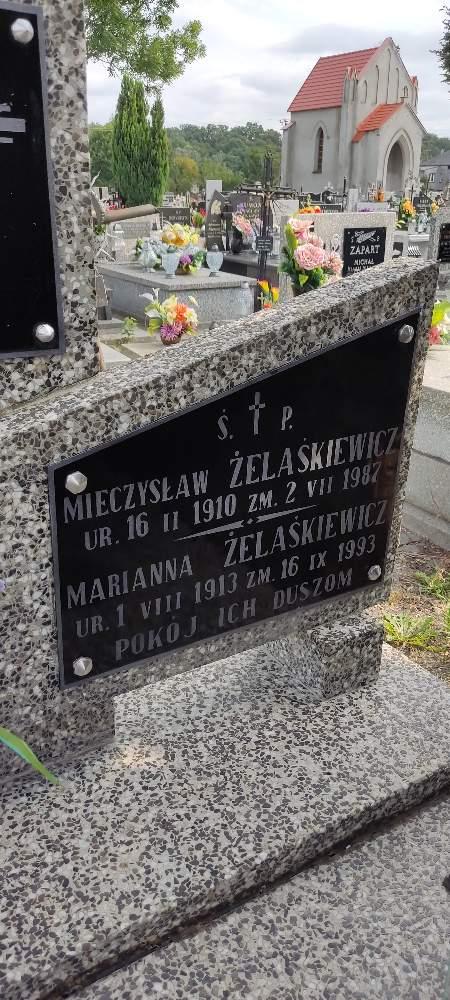 Ś. P.
MIECZYSŁAW ŻELAŚKIEWICZ
UR. 16 II 1910 ZM. 2 VII 1987
MARIANNA ŻELAŚKIEWICZ
UR. 1 VIII 1913 ZM. 16 IX 1993
POKÓJ ICH DUSZOM
ZAPART
MICHAŁ